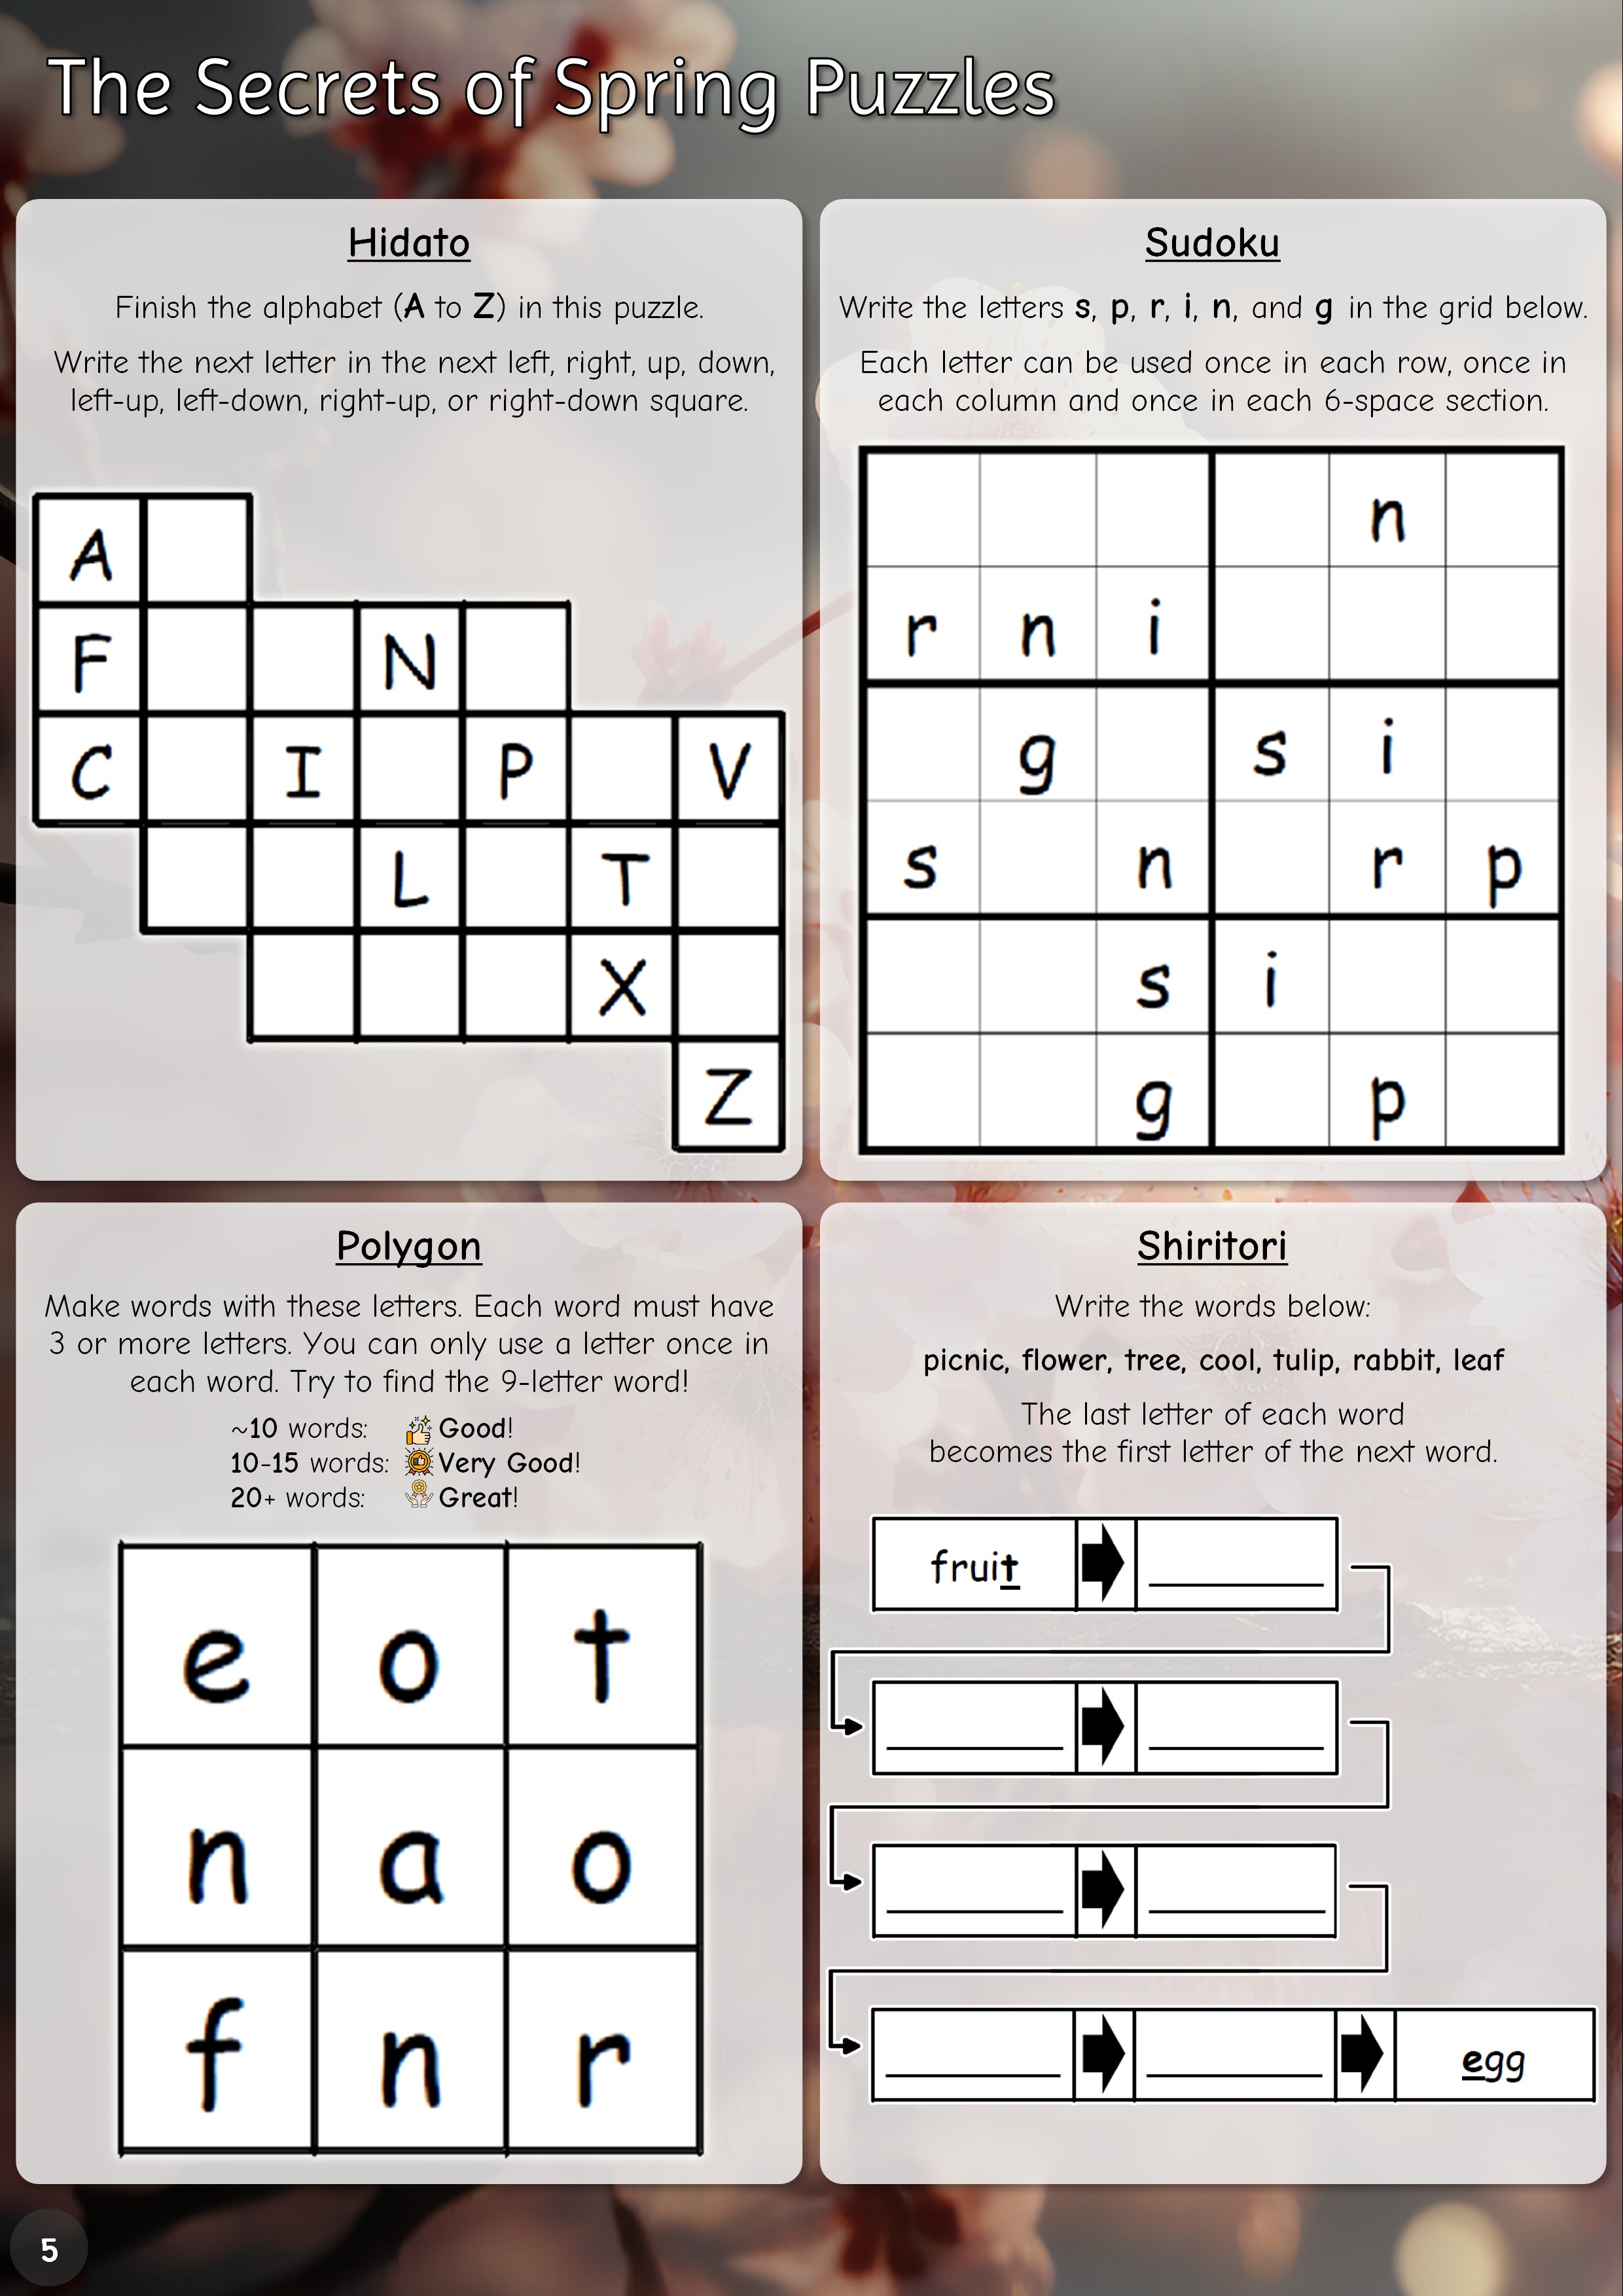 The Secrets of Spring Puzzles
Hidato
Finish the alphabet (A to Z) in this puzzle.
Write the next letter in the next left, right, up, down,
left-up, left-down, right-up, or right-down square.
A
F N
C I P V
L T
X
Z
Sudoku
Write the letters s, p, r, i, n, and g in the grid below.
Each letter can be used once in each row, once in
each column and once in each 6-space section.
n
r n i
g s i
s n r p
s i
g p
Polygon
Make words with these letters. Each word must have
3 or more letters. You can only use a letter once in
each word. Try to find the 9-letter word!
~10 words: Good!
10-15 words: Very Good!
20+ words: Great!
e o t
n a o
f n r
Shiritori
Write the words below:
picnic, flower, tree, cool, tulip, rabbit, leaf
The last letter of each word
becomes the first letter of the next word.
fruit
egg
5